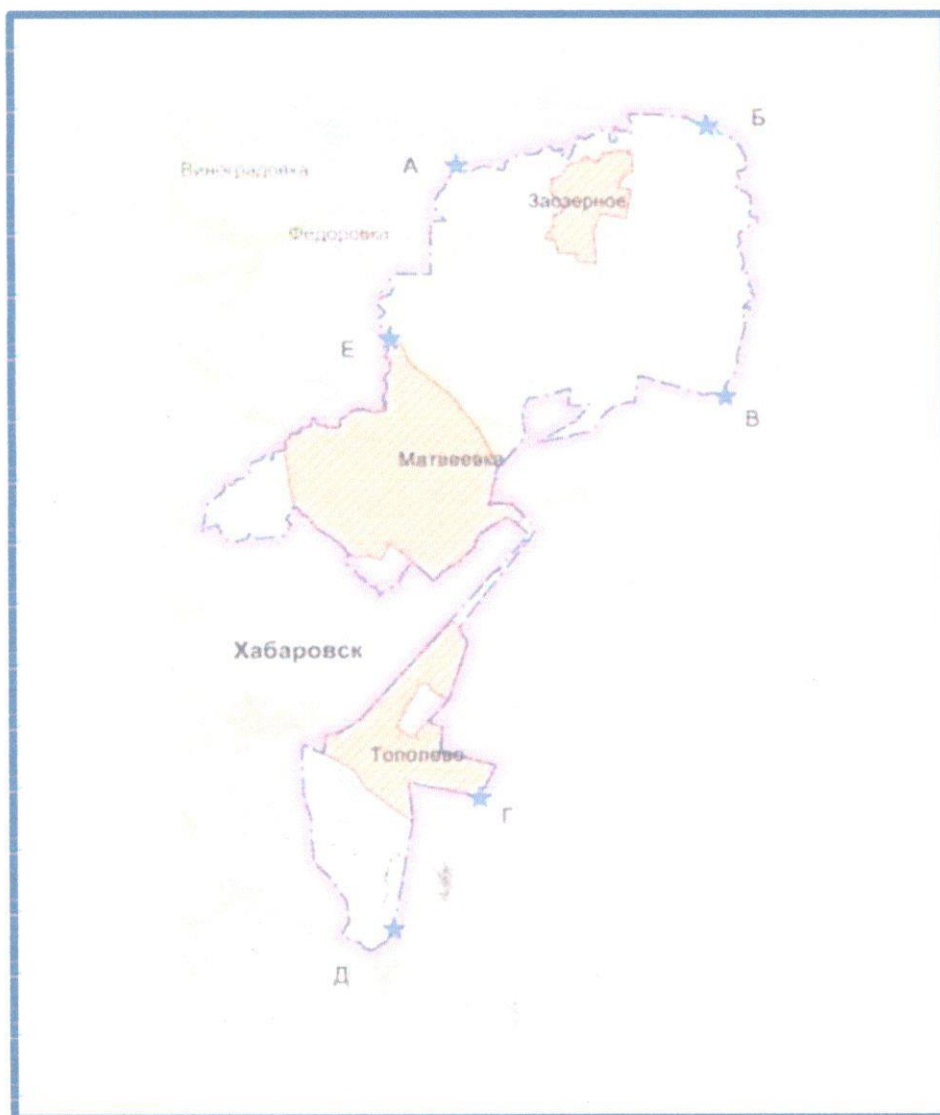 Б
А
Виноградовка
Заозерное
Федоровка
Е
В
Матвеевка
Хабаровск
Тополево
Г
Д